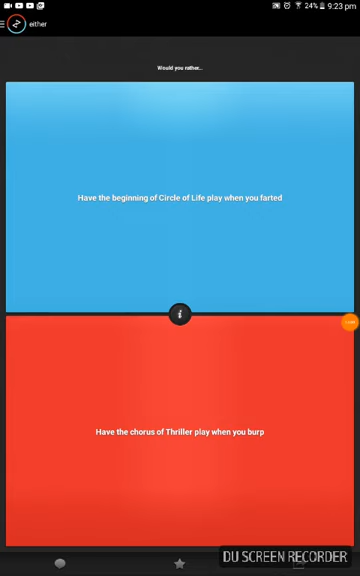 24% 9:23 pm
either
Would you rather...
Have the beginning of Circle of Life play when you farted
i
Have the chorus of Thriller play when you burp
DU SCREEN RECORDER